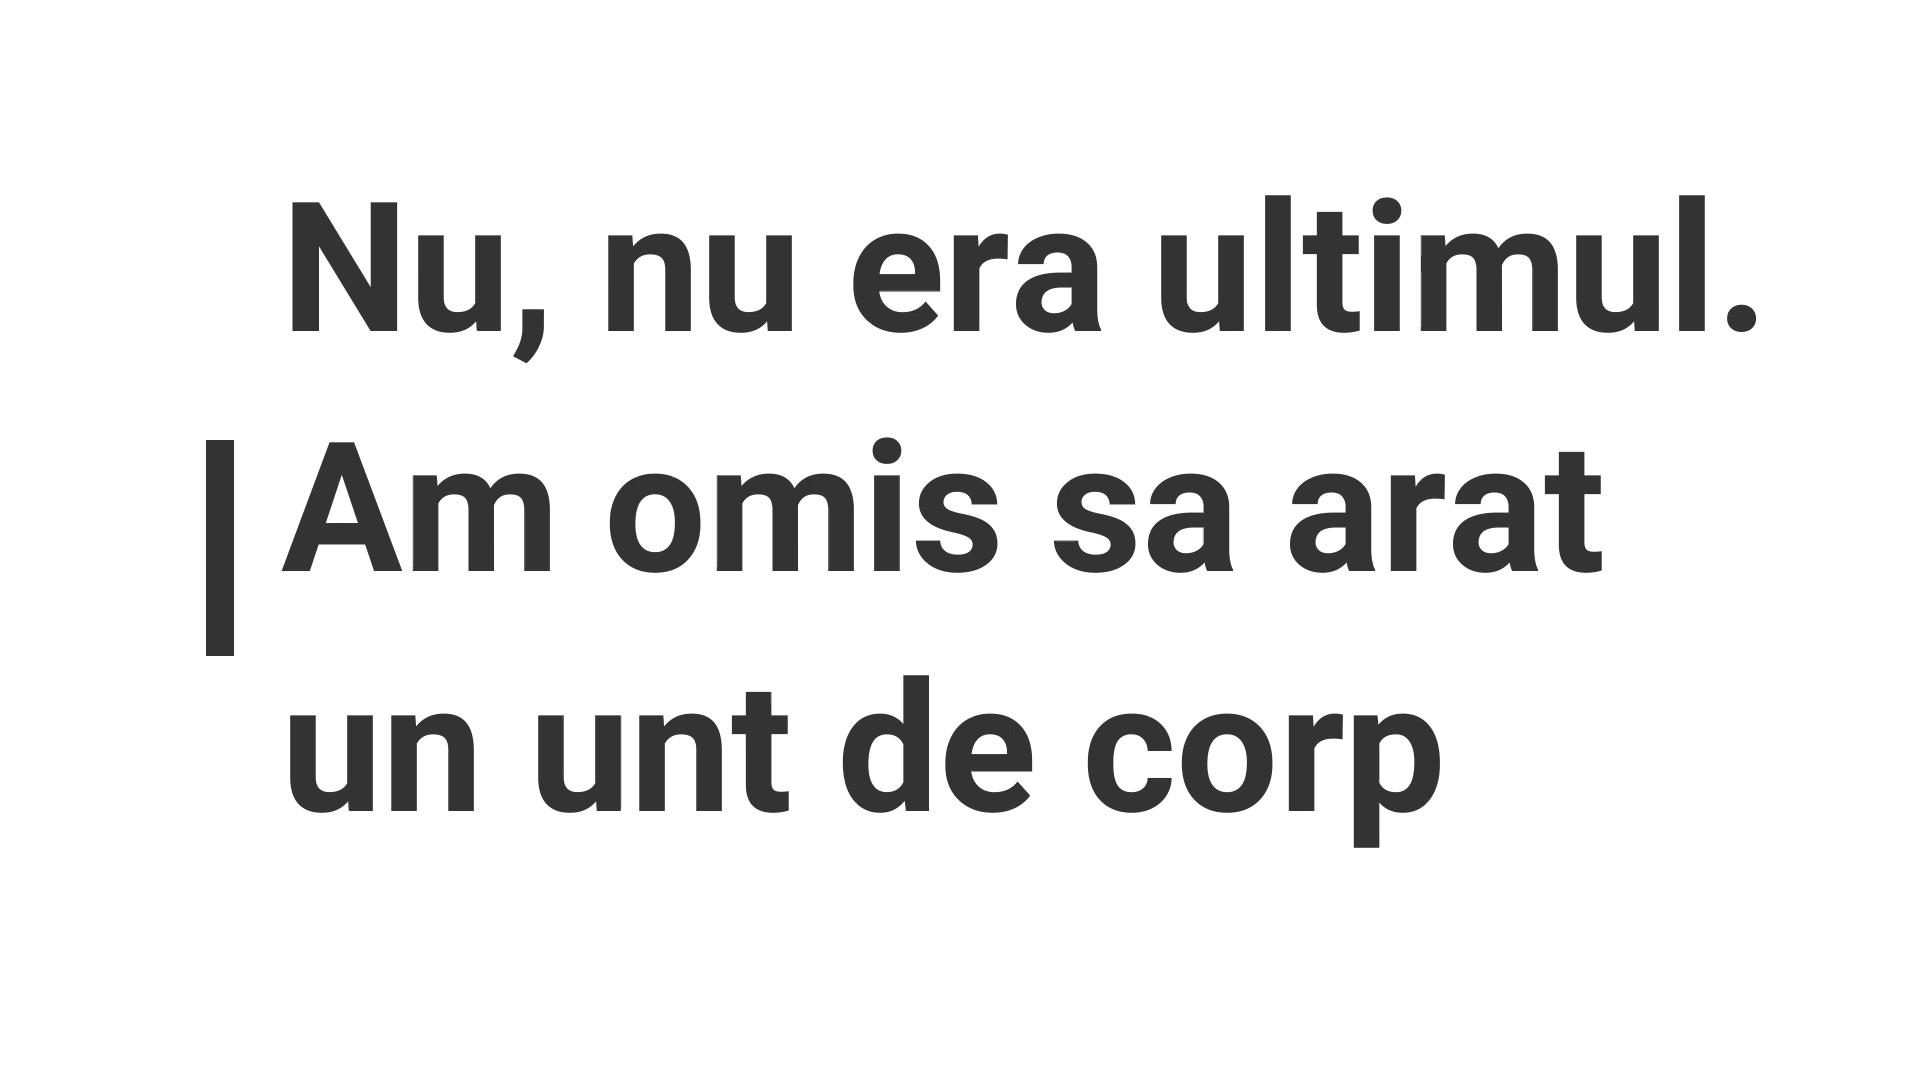 Nu, nu era ultimul.
Am omis sa arat
un unt de corp